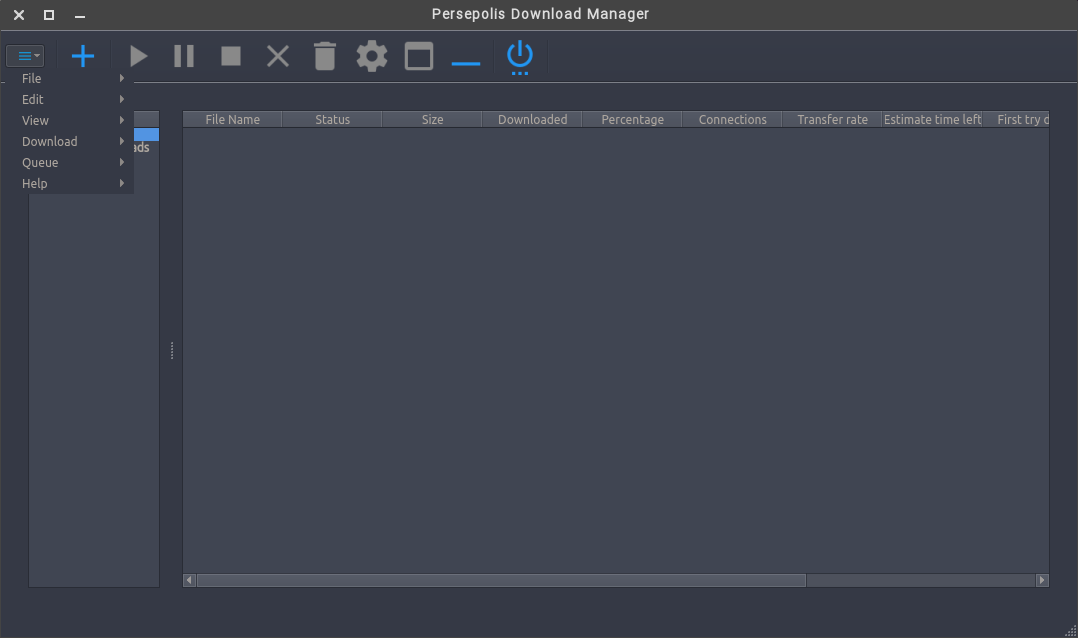 Persepolis Download Manager
File
Edit
View
Download
Queue
Help
ads
File Name Status Size Downloaded Percentage Connections Transfer rate Estimate time left First try d